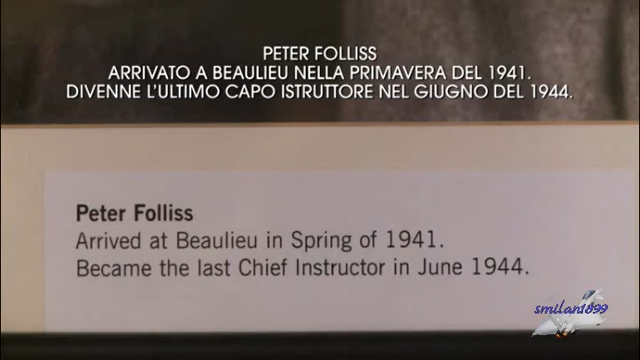 PETER FOLLISS
ARRIVATO A BEAULIEU NELLA PRIMAVERA DEL 1941.
DIVENNE L'ULTIMO CAPO ISTRUTTORE NEL GIUGNO DEL 1944.
Peter Folliss
Arrived at Beaulieu in Spring of 1941.
Became the last Chief Instructor in June 1944.
smilan1899